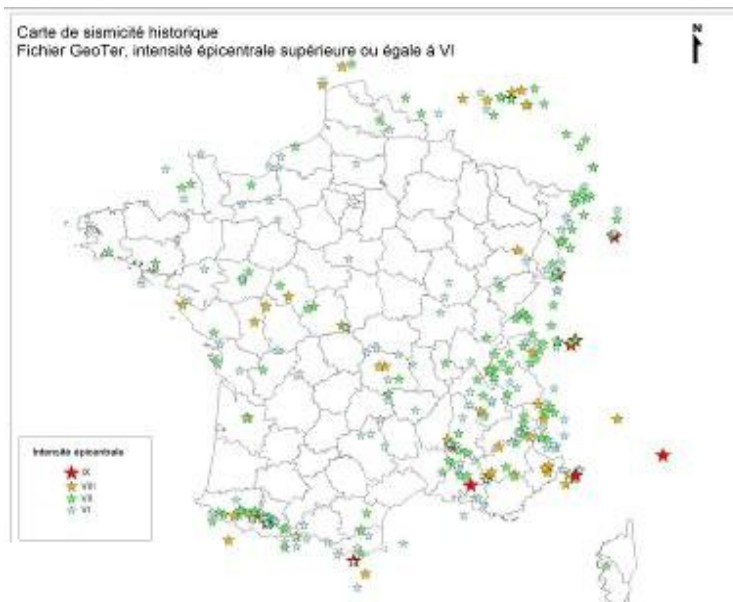 Carte de sismicité historique
Fichier GeoTer, intensité épicentrale supérieure ou égale à VI
N
Intensité épicentrale
IX
VIII
VII
VI